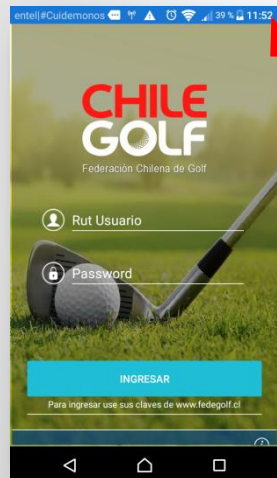 entel|#Cuidemonos 39 % 11:52
CHILE
GOLF
Federación Chilena de Golf
Rut Usuario
Password
INGRESAR
Para ingresar use sus claves de www.fedegolf.cl